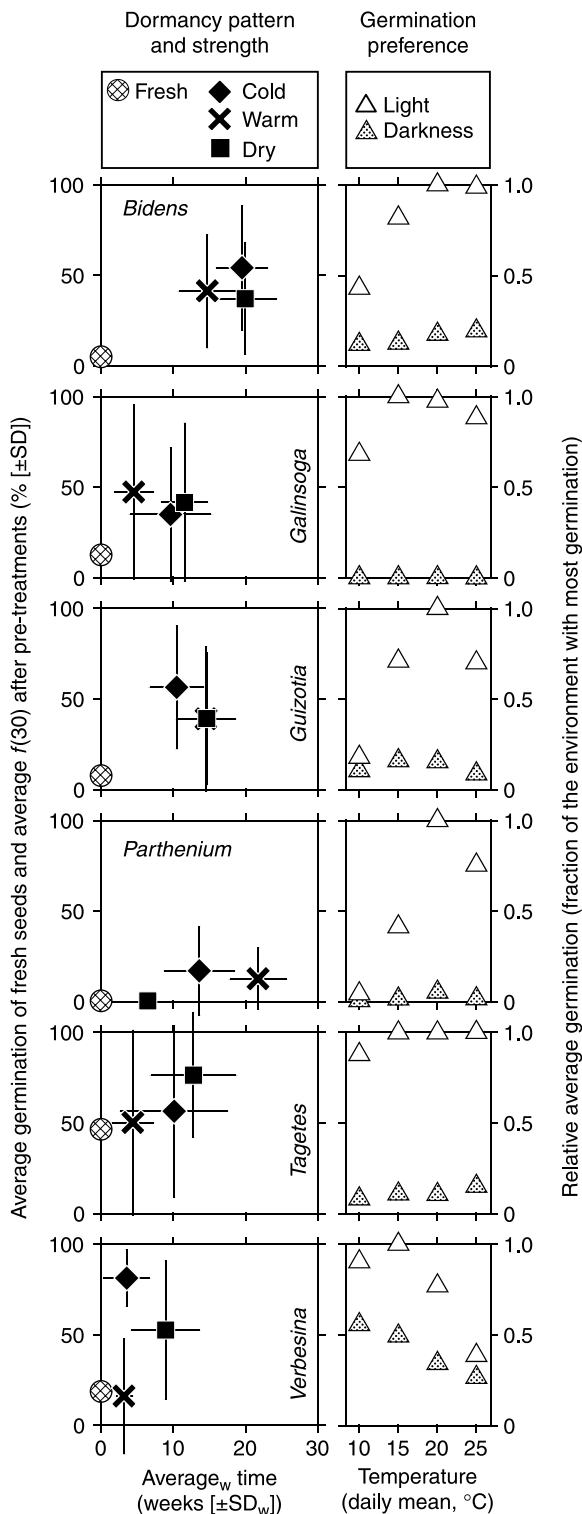 Dormancy pattern
and strength
Germination
preference
Fresh
Cold
Warm
Dry
Light
Darkness
Average germination of fresh seeds and average f(30) after pre-treatments (% [±SD])
Relative average germination (fraction of the environment with most germination)
100
50
0
Bidens
1.0
0.5
0
100
50
0
Galinsoga
1.0
0.5
0
100
50
0
Guizotia
1.0
0.5
0
100
50
0
Parthenium
1.0
0.5
0
100
50
0
Tagetes
1.0
0.5
0
100
50
0
Verbesina
1.0
0.5
0
0 10 20 30
10 15 20 25
Average_w time
(weeks [±SD_w])
Temperature
(daily mean, °C)